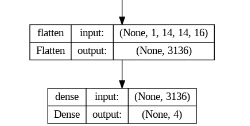 flatten input: (None, 1, 14, 14, 16)
Flatten output: (None, 3136)
dense input: (None, 3136)
Dense output: (None, 4)